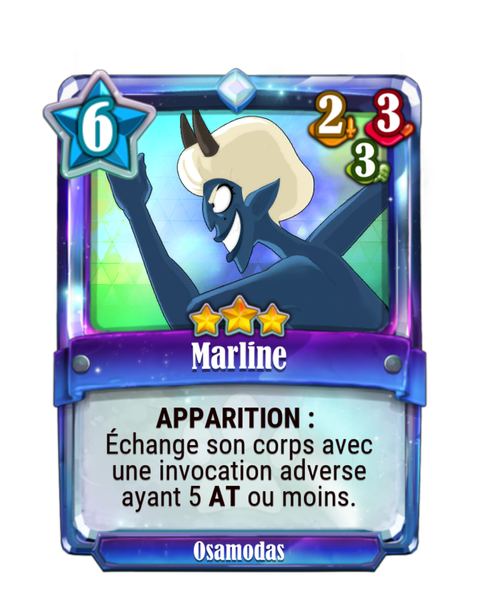 6
2 3
3
Marline
APPARITION :
Échange son corps avec
une invocation adverse
ayant 5 AT ou moins.
Osamodas